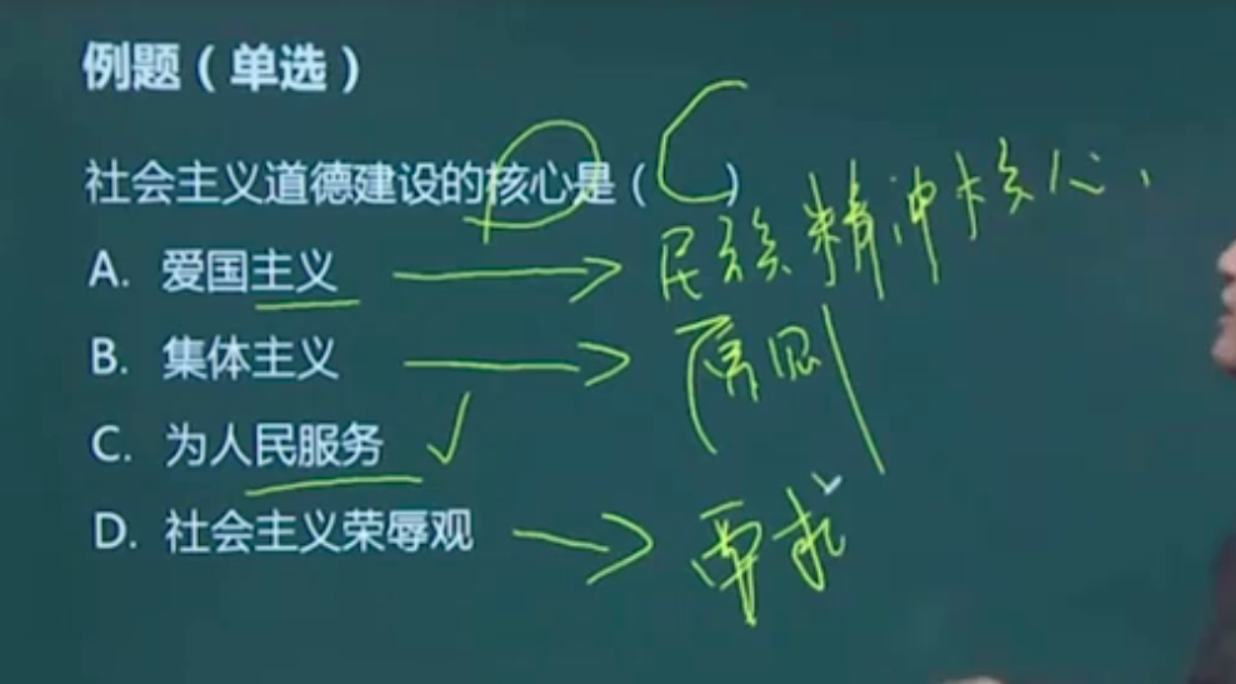 例题（单选）
社会主义道德建设的核心是（ C ）
A. 爱国主义 民族精神核心、
B. 集体主义 原则
C. 为人民服务 ✓
D. 社会主义荣辱观 要求